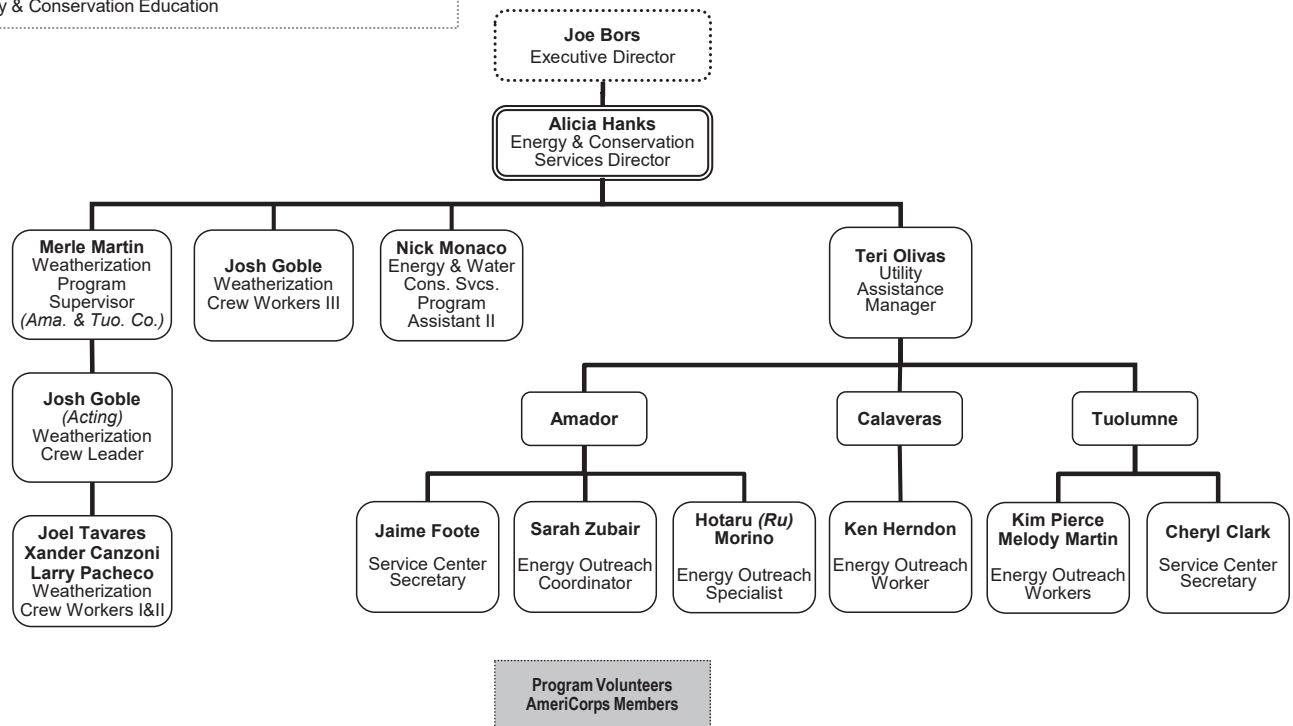 & Conservation Education
Joe Bors
Executive Director
Alicia Hanks
Energy & Conservation
Services Director
Merle Martin
Weatherization
Program
Supervisor
(Ama. & Tuo. Co.)
Josh Goble
Weatherization
Crew Workers III
Nick Monaco
Energy & Water
Cons. Svcs.
Program
Assistant II
Teri Olivas
Utility
Assistance
Manager
Josh Goble
(Acting)
Weatherization
Crew Leader
Amador
Calaveras
Tuolumne
Joel Tavares
Xander Canzoni
Larry Pacheco
Weatherization
Crew Workers I&II
Jaime Foote
Service Center
Secretary
Sarah Zubair
Energy Outreach
Coordinator
Hotaru (Ru)
Morino
Energy Outreach
Specialist
Ken Herndon
Energy Outreach
Worker
Kim Pierce
Melody Martin
Energy Outreach
Workers
Cheryl Clark
Service Center
Secretary
Program Volunteers
AmeriCorps Members